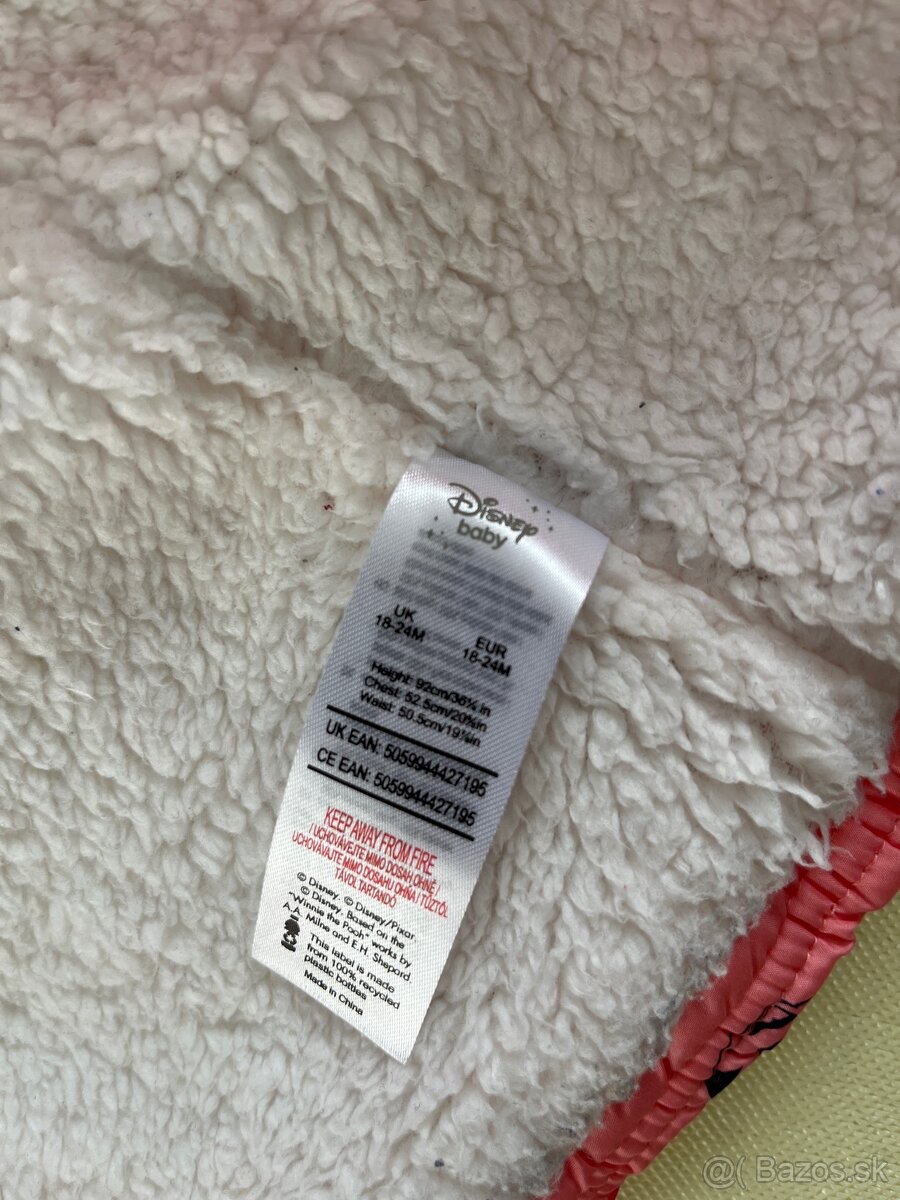 Disney
baby
UK
18-24M
EUR
18-24M
Height: 92cm/36¼ in
Chest: 52.5cm/20¾in
Waist: 50.5cm/19¾in
UK EAN: 5059944427195
CE EAN: 5059944427195
KEEP AWAY FROM FIRE
/ UCHOVÁVEJTE MIMO DOSAH OHNĚ /
UCHOVÁVAJTE MIMO DOSAHU OHŇA / TŰZTŐL
TÁVOL TARTANDÓ
© Disney. © Disney/Pixar.
© Disney. Based on the
"Winnie the Pooh" works by
A.A. Milne and E.H. Shepard.
This label is made
from 100% recycled
plastic bottles
Made in China
@( Bazos.sk